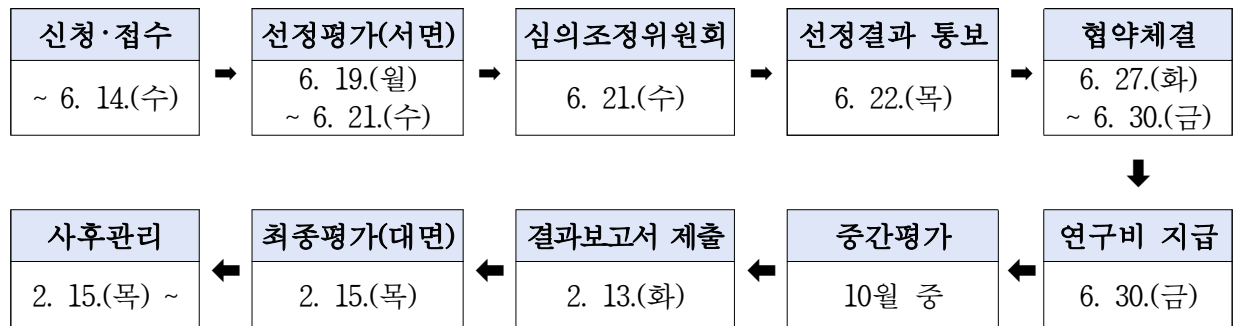 신청·접수
~ 6. 14.(수)
선정평가(서면)
6. 19.(월)
~ 6. 21.(수)
심의조정위원회
6. 21.(수)
선정결과 통보
6. 22.(목)
협약체결
6. 27.(화)
~ 6. 30.(금)
연구비 지급
6. 30.(금)
중간평가
10월 중
결과보고서 제출
2. 13.(화)
최종평가(대면)
2. 15.(목)
사후관리
2. 15.(목) ~